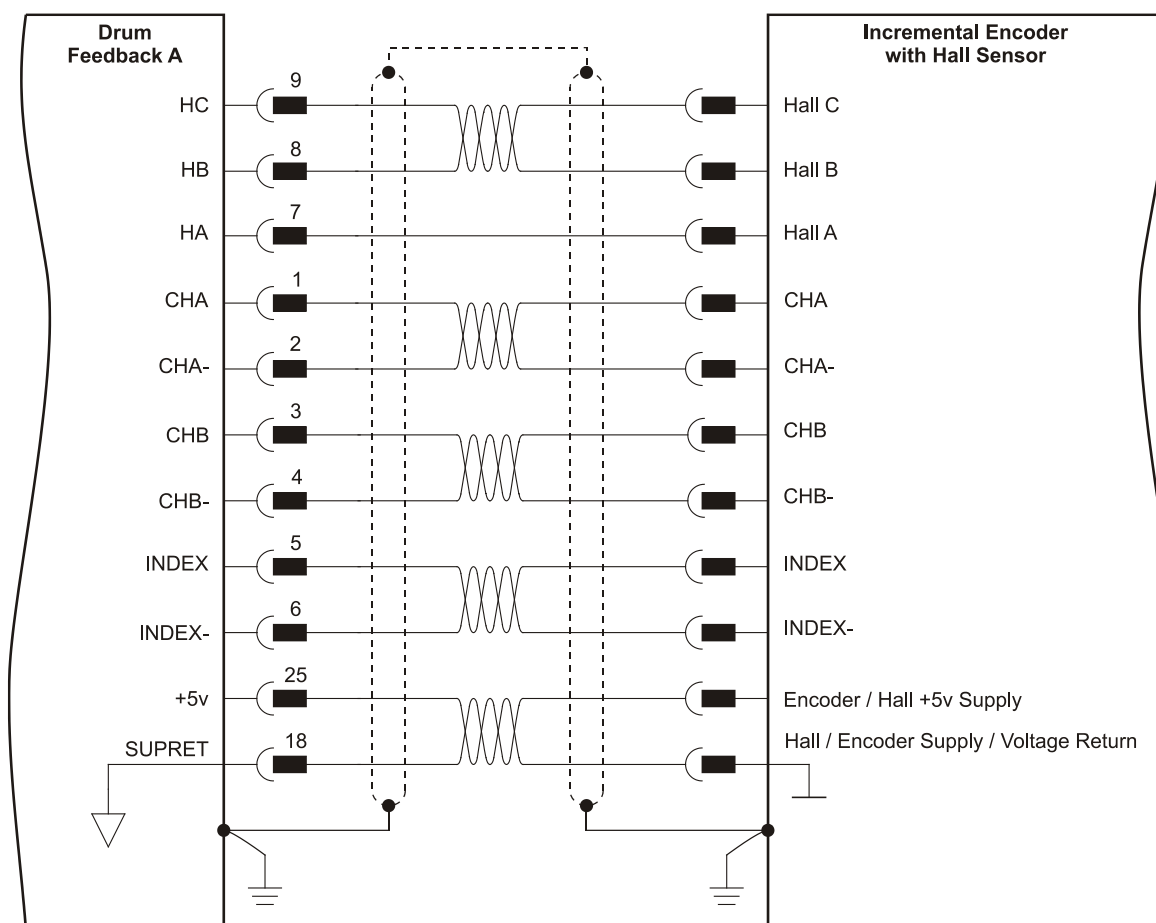 Drum
Feedback A
Incremental Encoder
with Hall Sensor
HC 9 Hall C
HB 8 Hall B
HA 7 Hall A
CHA 1 CHA
CHA- 2 CHA-
CHB 3 CHB
CHB- 4 CHB-
INDEX 5 INDEX
INDEX- 6 INDEX-
+5v 25 Encoder / Hall +5v Supply
SUPRET 18 Hall / Encoder Supply / Voltage Return